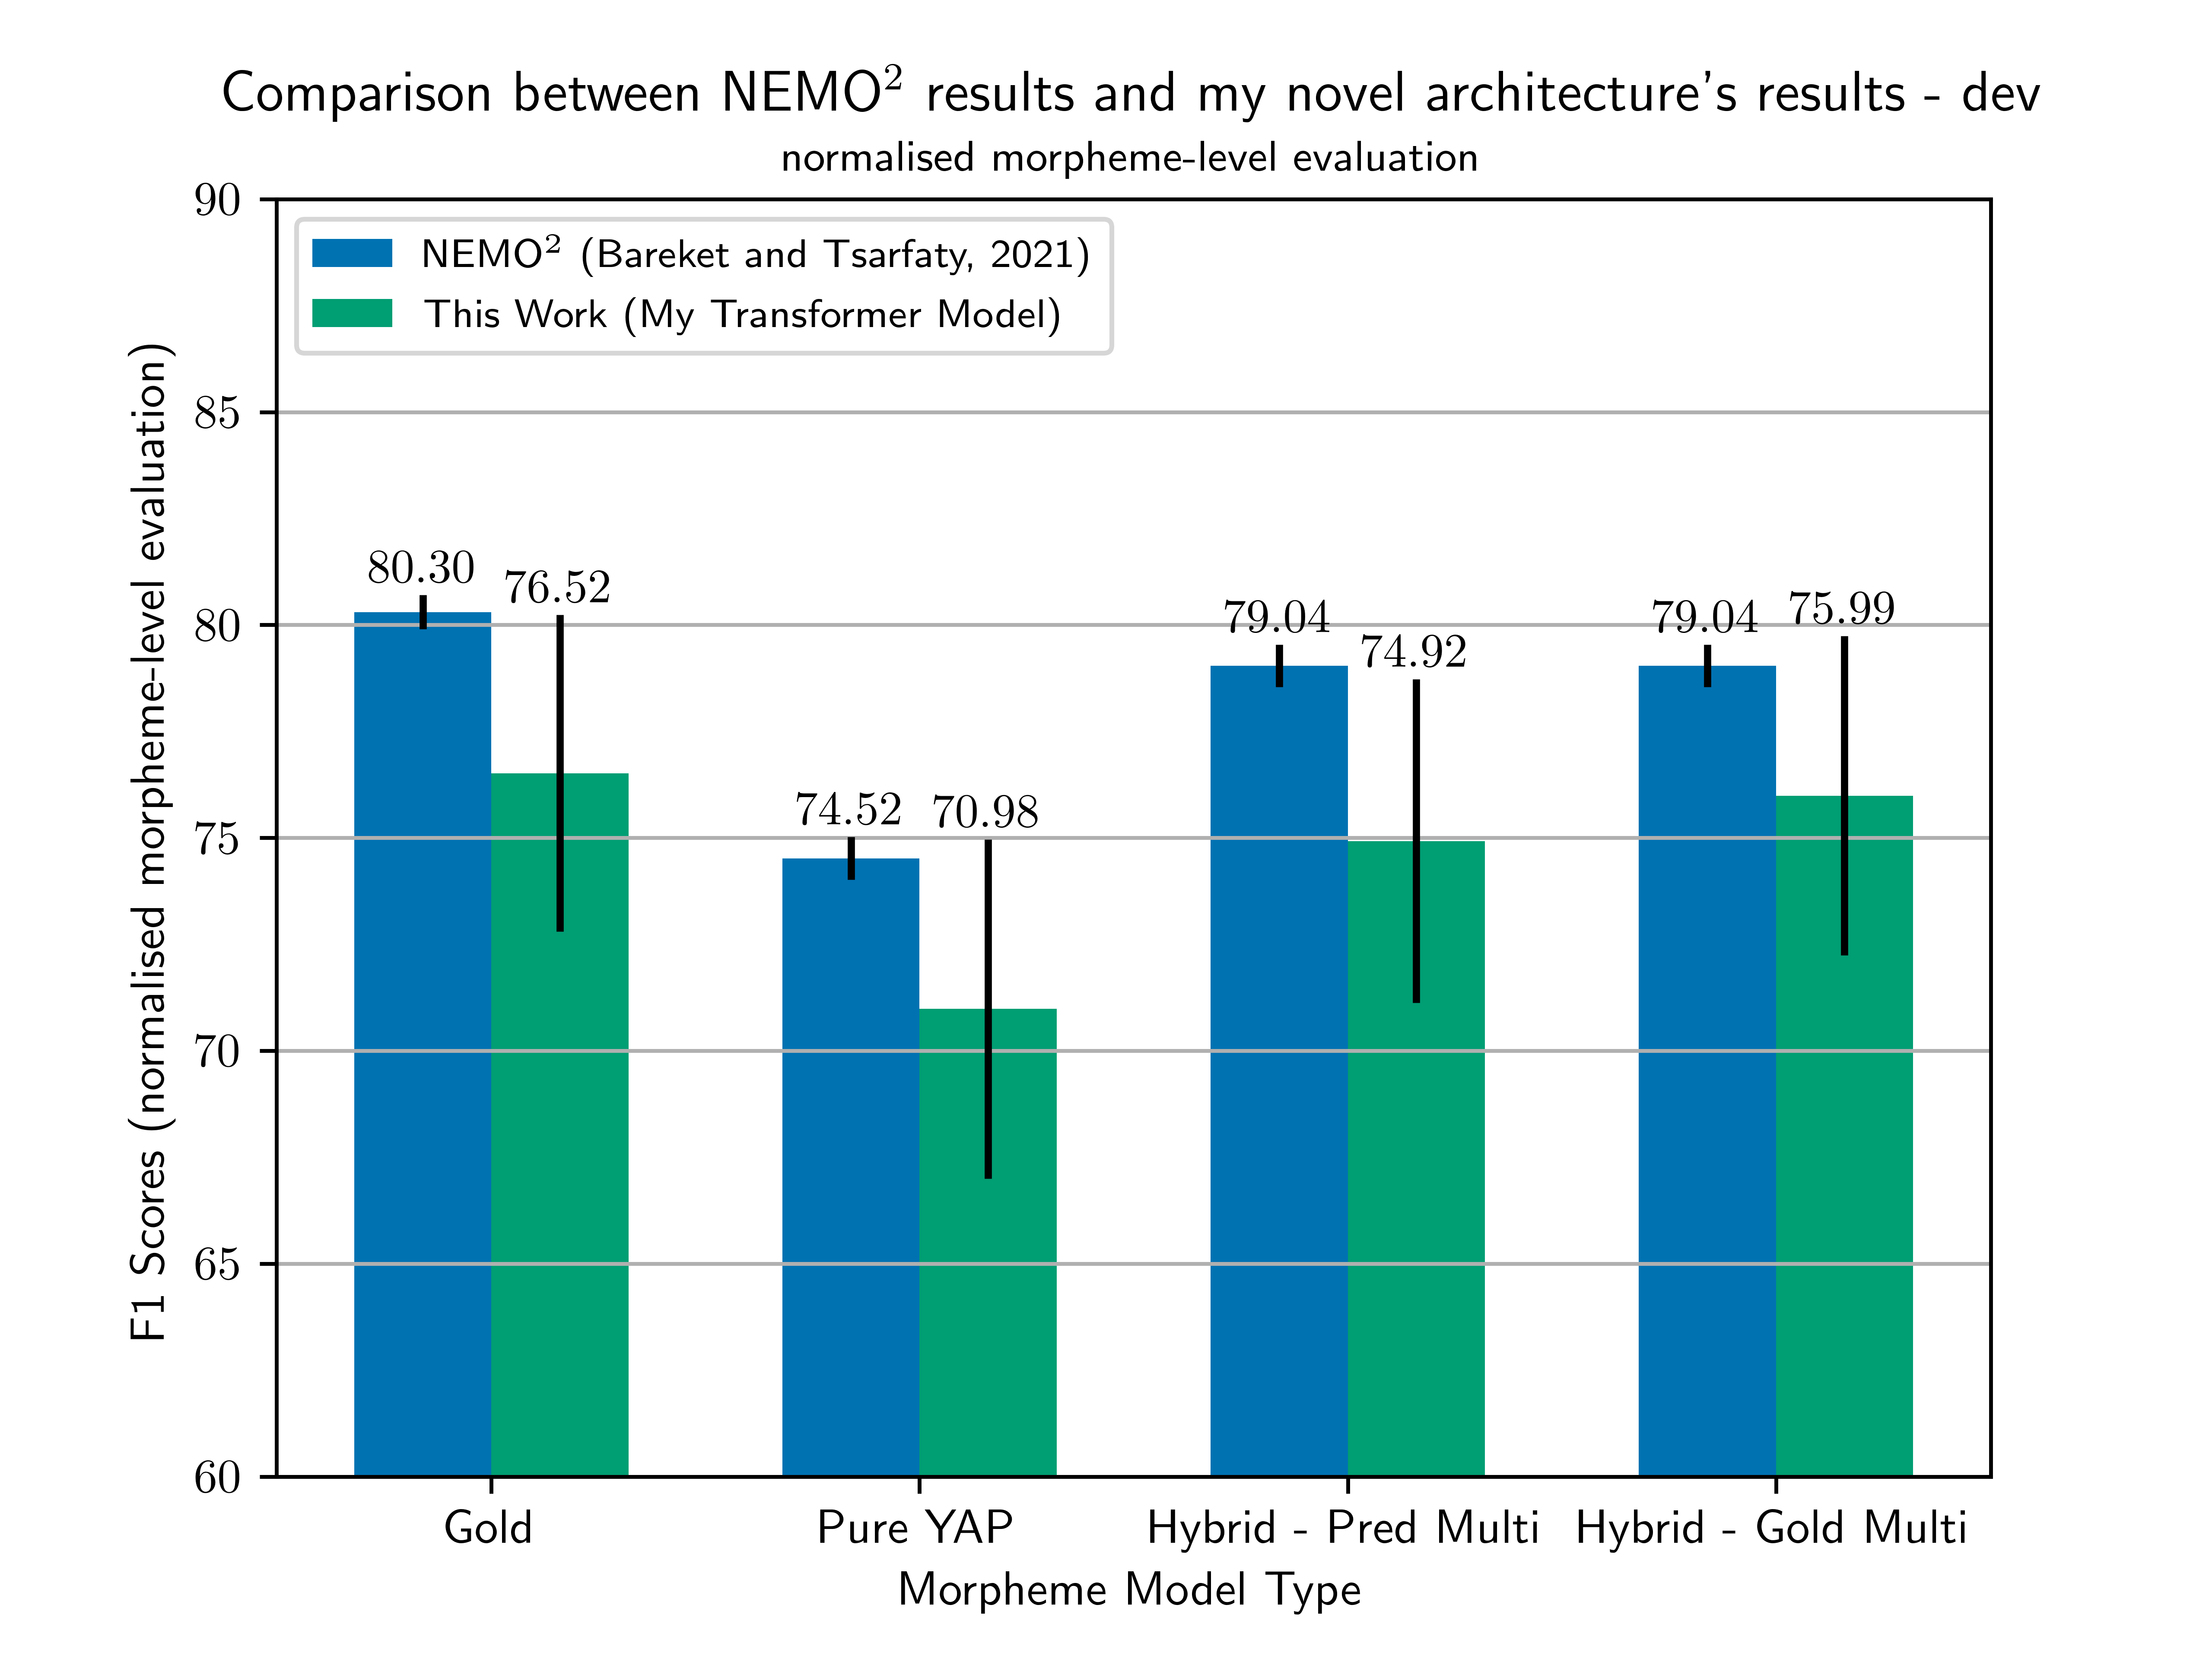 Comparison between NEMO² results and my novel architecture's results - dev
normalised morpheme-level evaluation
NEMO² (Bareket and Tsarfaty, 2021)
This Work (My Transformer Model)
F1 Scores (normalised morpheme-level evaluation)
90
85
80
75
70
65
60
80.30
76.52
74.52
70.98
79.04
74.92
79.04
75.99
Gold
Pure YAP
Hybrid - Pred Multi
Hybrid - Gold Multi
Morpheme Model Type